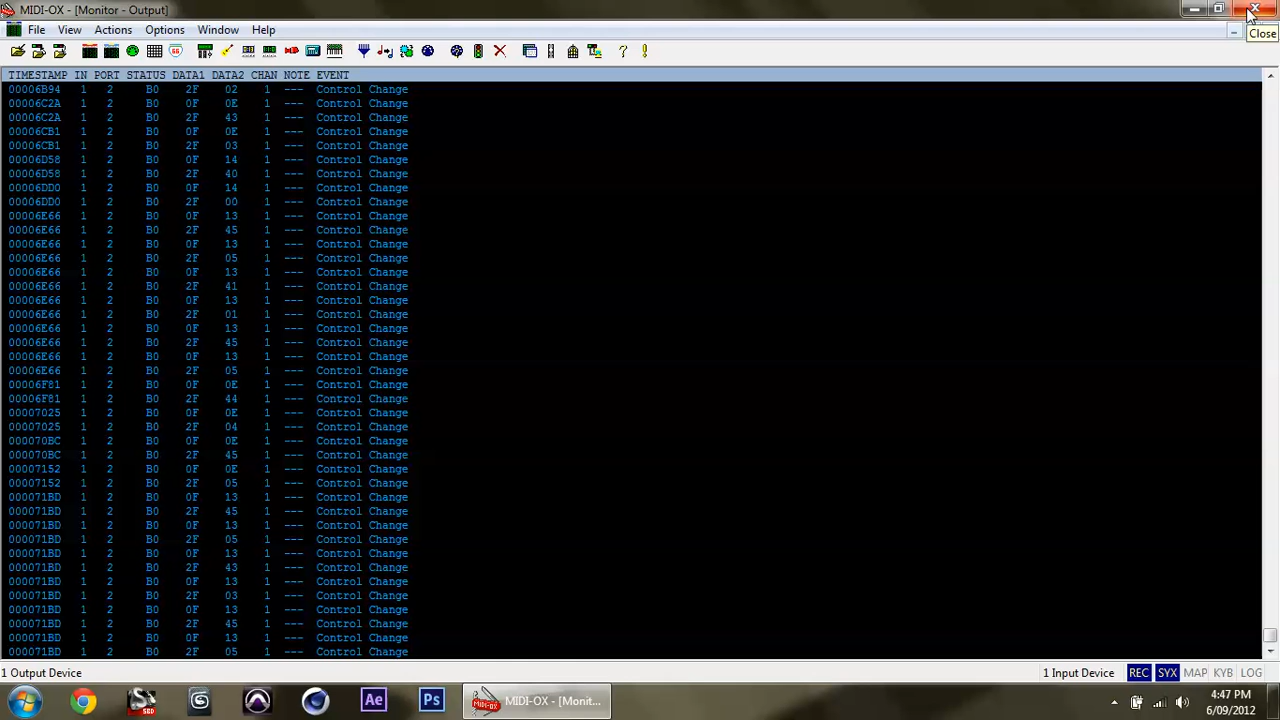 MIDI-OX - [Monitor - Output]
File View Actions Options Window Help
Close
TIMESTAMP IN PORT STATUS DATA1 DATA2 CHAN NOTE EVENT
00006B94 1 2 B0 2F 02 1 --- Control Change
00006C2A 1 2 B0 0F 0E 1 --- Control Change
00006C2A 1 2 B0 2F 43 1 --- Control Change
00006CB1 1 2 B0 0F 0E 1 --- Control Change
00006CB1 1 2 B0 2F 03 1 --- Control Change
00006D58 1 2 B0 0F 14 1 --- Control Change
00006D58 1 2 B0 2F 40 1 --- Control Change
00006DD0 1 2 B0 0F 14 1 --- Control Change
00006DD0 1 2 B0 2F 00 1 --- Control Change
00006E66 1 2 B0 0F 13 1 --- Control Change
00006E66 1 2 B0 2F 45 1 --- Control Change
00006E66 1 2 B0 0F 13 1 --- Control Change
00006E66 1 2 B0 2F 05 1 --- Control Change
00006E66 1 2 B0 0F 13 1 --- Control Change
00006E66 1 2 B0 2F 41 1 --- Control Change
00006E66 1 2 B0 0F 13 1 --- Control Change
00006E66 1 2 B0 2F 01 1 --- Control Change
00006E66 1 2 B0 0F 13 1 --- Control Change
00006E66 1 2 B0 2F 45 1 --- Control Change
00006E66 1 2 B0 0F 13 1 --- Control Change
00006E66 1 2 B0 2F 05 1 --- Control Change
00006F81 1 2 B0 0F 0E 1 --- Control Change
00006F81 1 2 B0 2F 44 1 --- Control Change
00007025 1 2 B0 0F 0E 1 --- Control Change
00007025 1 2 B0 2F 04 1 --- Control Change
000070BC 1 2 B0 0F 0E 1 --- Control Change
000070BC 1 2 B0 2F 45 1 --- Control Change
00007152 1 2 B0 0F 0E 1 --- Control Change
00007152 1 2 B0 2F 05 1 --- Control Change
000071BD 1 2 B0 0F 13 1 --- Control Change
000071BD 1 2 B0 2F 45 1 --- Control Change
000071BD 1 2 B0 0F 13 1 --- Control Change
000071BD 1 2 B0 2F 05 1 --- Control Change
000071BD 1 2 B0 0F 13 1 --- Control Change
000071BD 1 2 B0 2F 43 1 --- Control Change
000071BD 1 2 B0 0F 13 1 --- Control Change
000071BD 1 2 B0 2F 03 1 --- Control Change
000071BD 1 2 B0 0F 13 1 --- Control Change
000071BD 1 2 B0 2F 45 1 --- Control Change
000071BD 1 2 B0 0F 13 1 --- Control Change
000071BD 1 2 B0 2F 05 1 --- Control Change
1 Output Device 1 Input Device REC SYX MAP KYB LOG
Ae Ps MIDI-OX - [Monit... 4:47 PM
6/09/2012